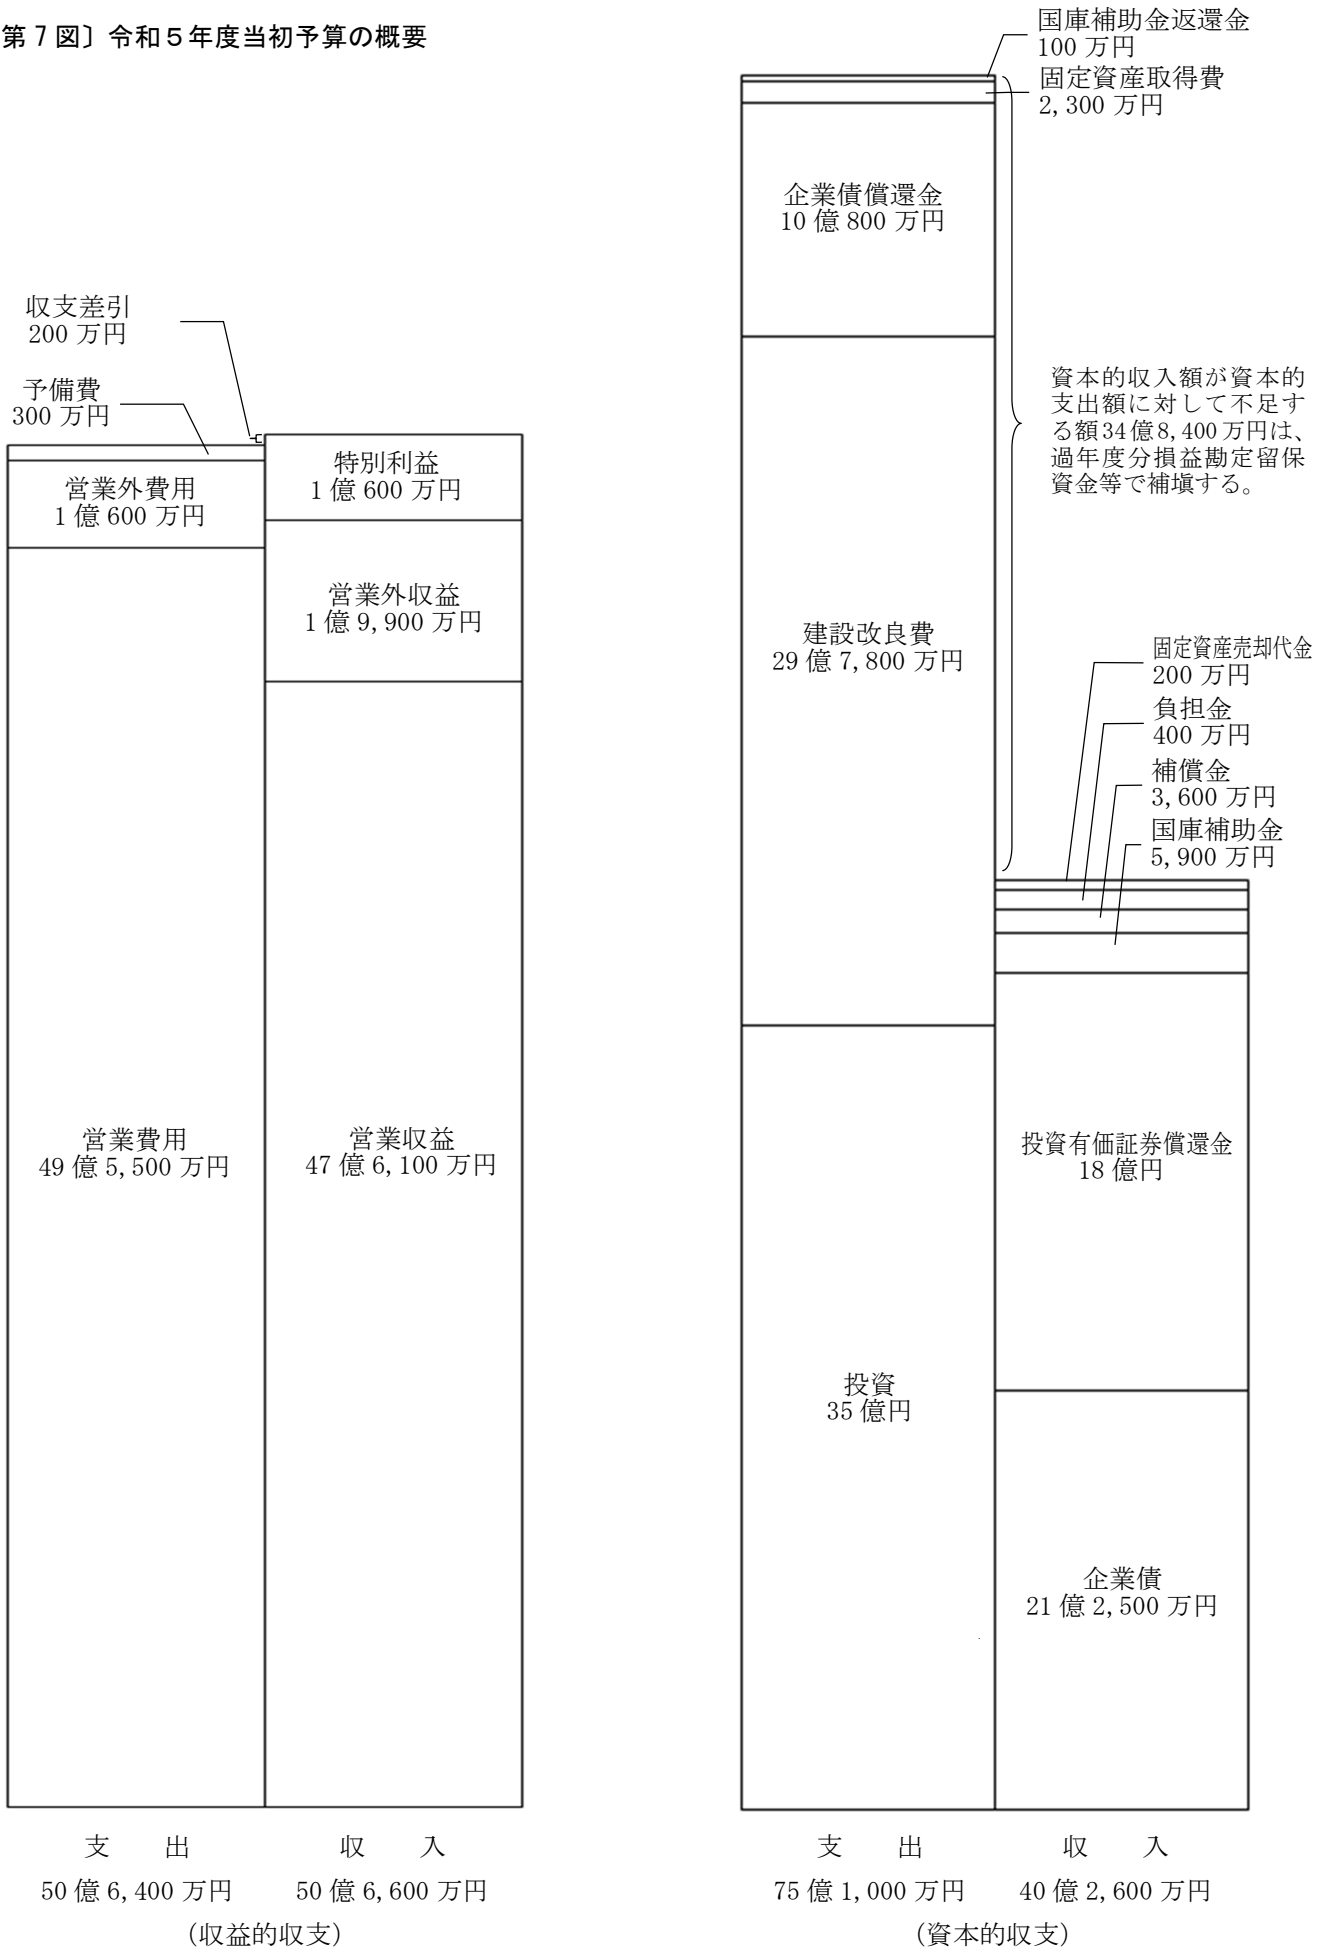 第７図〕令和５年度当初予算の概要
収支差引
200 万円
予備費
300 万円
営業外費用
1 億 600 万円
営業費用
49 億 5,500 万円
特別利益
1 億 600 万円
営業外収益
1 億 9,900 万円
営業収益
47 億 6,100 万円
支　出
50 億 6,400 万円
収　入
50 億 6,600 万円
（収益的収支）
国庫補助金返還金
100 万円
固定資産取得費
2,300 万円
企業債償還金
10 億 800 万円
建設改良費
29 億 7,800 万円
投資
35 億円
資本的収入額が資本的
支出額に対して不足す
る額34億8,400万円は、
過年度分損益勘定留保
資金等で補塡する。
固定資産売却代金
200 万円
負担金
400 万円
補償金
3,600 万円
国庫補助金
5,900 万円
投資有価証券償還金
18 億円
企業債
21 億 2,500 万円
支　出
75 億 1,000 万円
収　入
40 億 2,600 万円
（資本的収支）